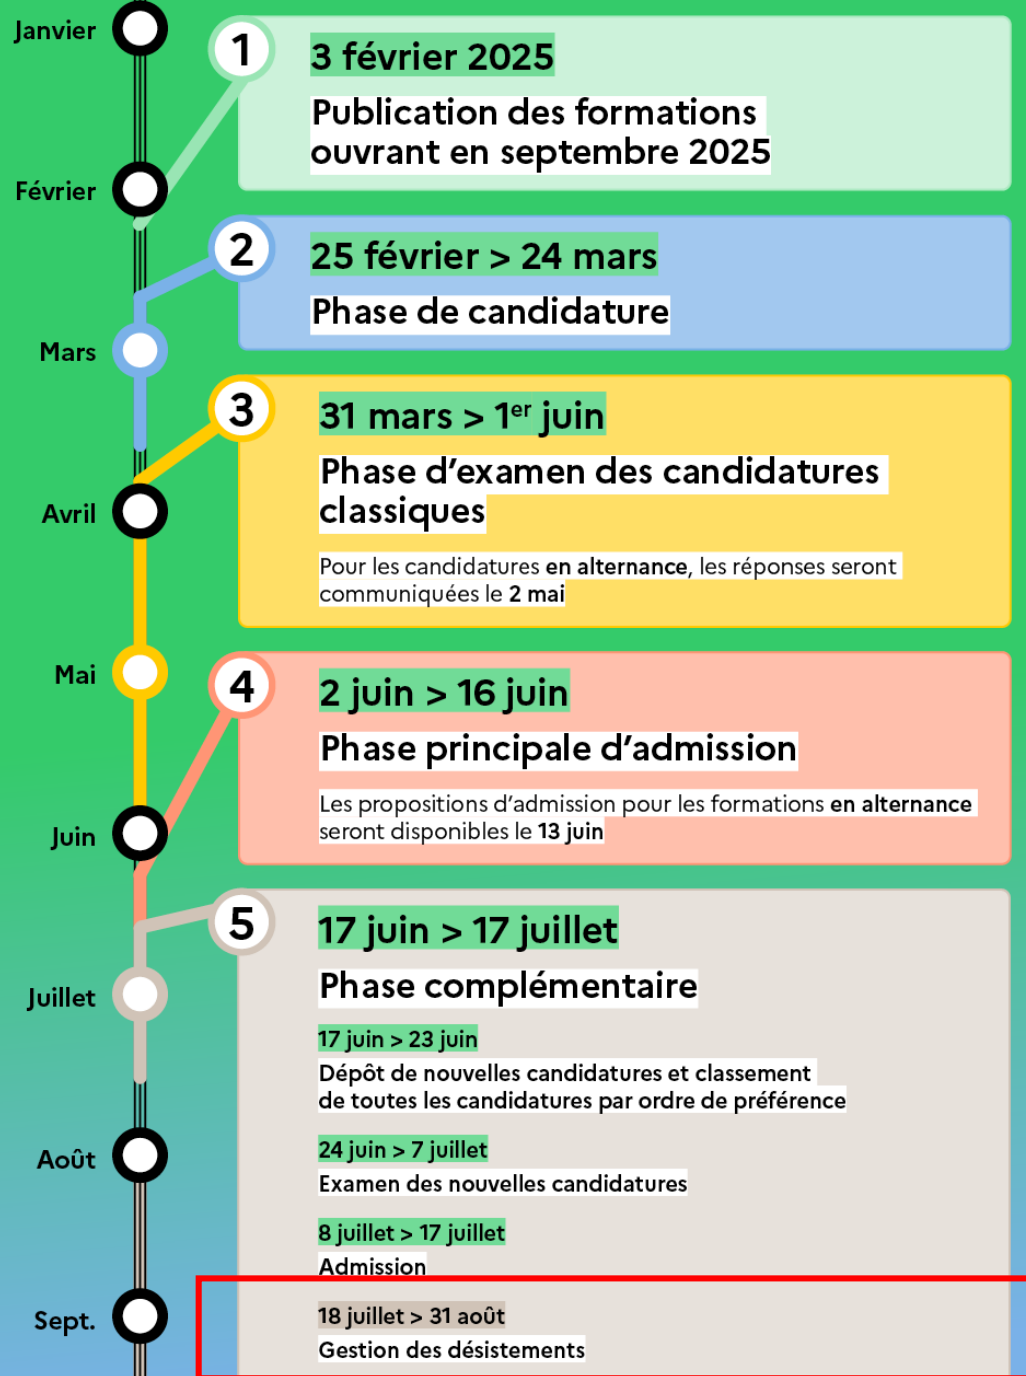 Janvier
1
3 février 2025
Publication des formations
ouvrant en septembre 2025
Février
2
25 février > 24 mars
Phase de candidature
Mars
3
31 mars > 1er juin
Phase d’examen des candidatures
classiques
Avril
Pour les candidatures en alternance, les réponses seront
communiquées le 2 mai
Mai
4
2 juin > 16 juin
Phase principale d’admission
Les propositions d’admission pour les formations en alternance
seront disponibles le 13 juin
Juin
5
17 juin > 17 juillet
Phase complémentaire
Juillet
17 juin > 23 juin
Dépôt de nouvelles candidatures et classement
de toutes les candidatures par ordre de préférence
Août
24 juin > 7 juillet
Examen des nouvelles candidatures
8 juillet > 17 juillet
Admission
Sept.
18 juillet > 31 août
Gestion des désistements